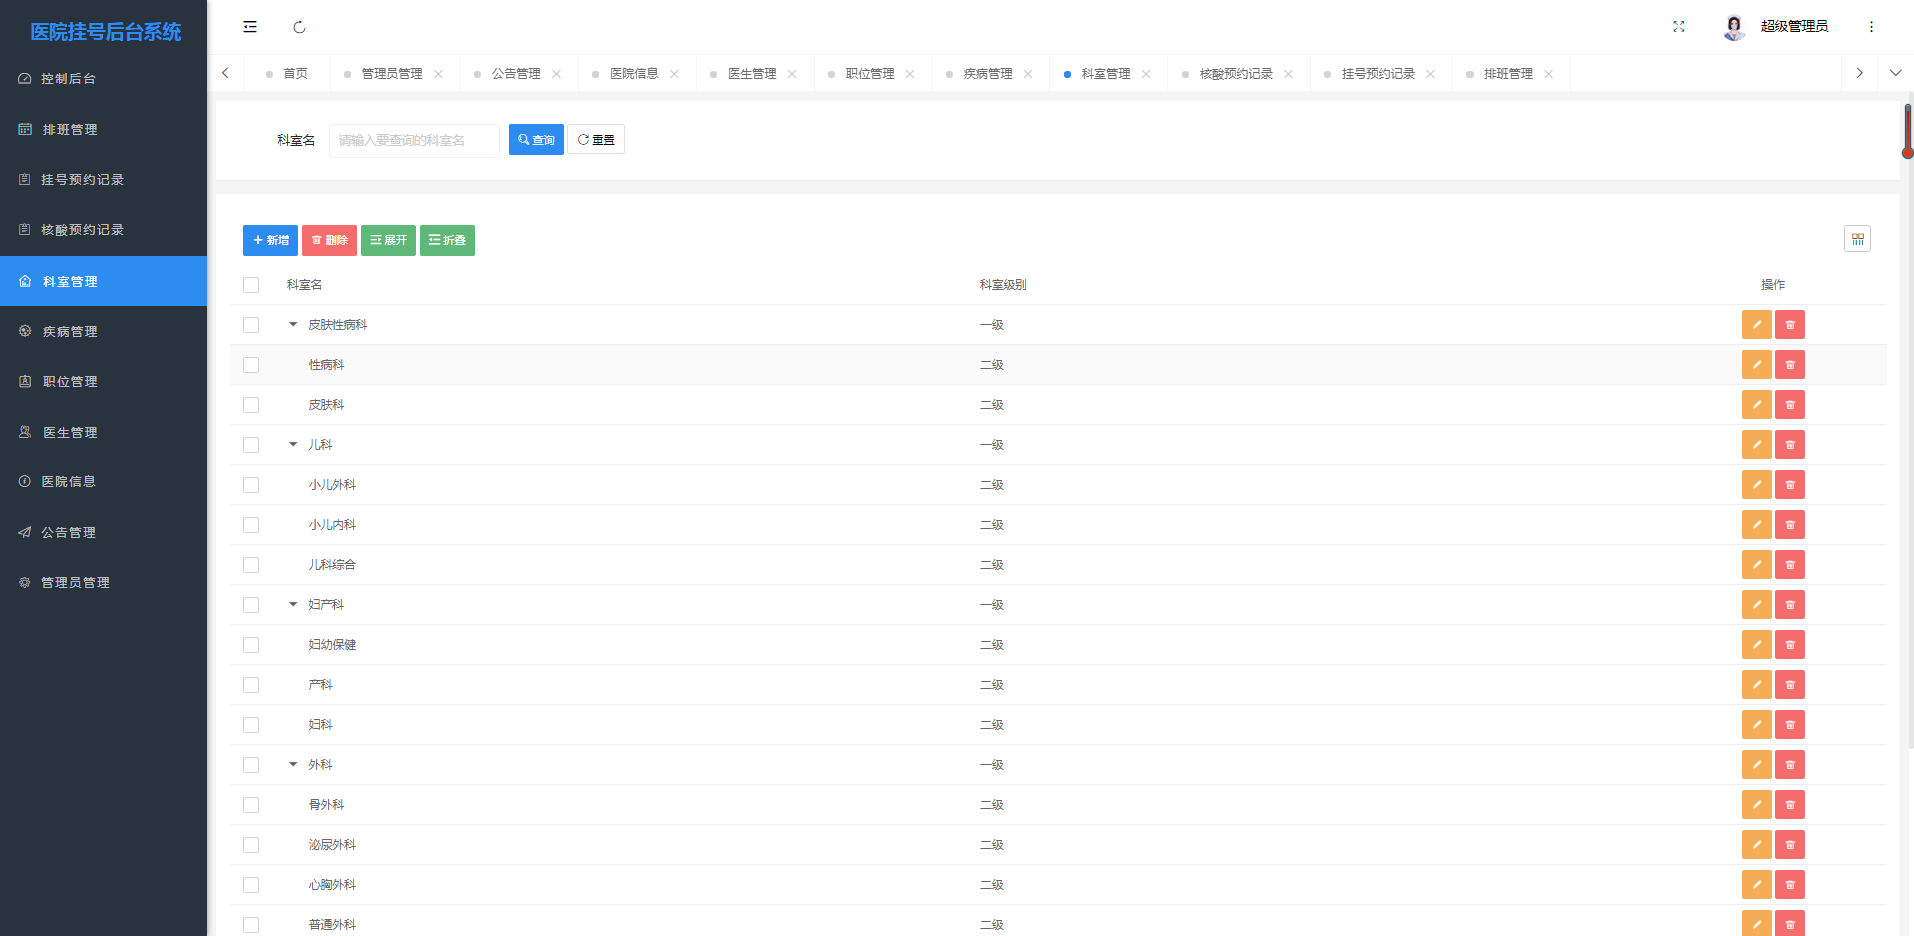 医院挂号后台系统
控制后台
排班管理
挂号预约记录
核酸预约记录
科室管理
疾病管理
职位管理
医生管理
医院信息
公告管理
管理员管理
超级管理员
首页 管理员管理 公告管理 医院信息 医生管理 职位管理 疾病管理 科室管理 核酸预约记录 挂号预约记录 排班管理
科室名 请输入要查询的科室名 查询 重置
新增 删除 展开 折叠
科室名 科室级别 操作
皮肤性病科 一级
性病科 二级
皮肤科 二级
儿科 一级
小儿外科 二级
小儿内科 二级
儿科综合 二级
妇产科 一级
妇幼保健 二级
产科 二级
妇科 二级
外科 一级
骨外科 二级
泌尿外科 二级
心胸外科 二级
普通外科 二级